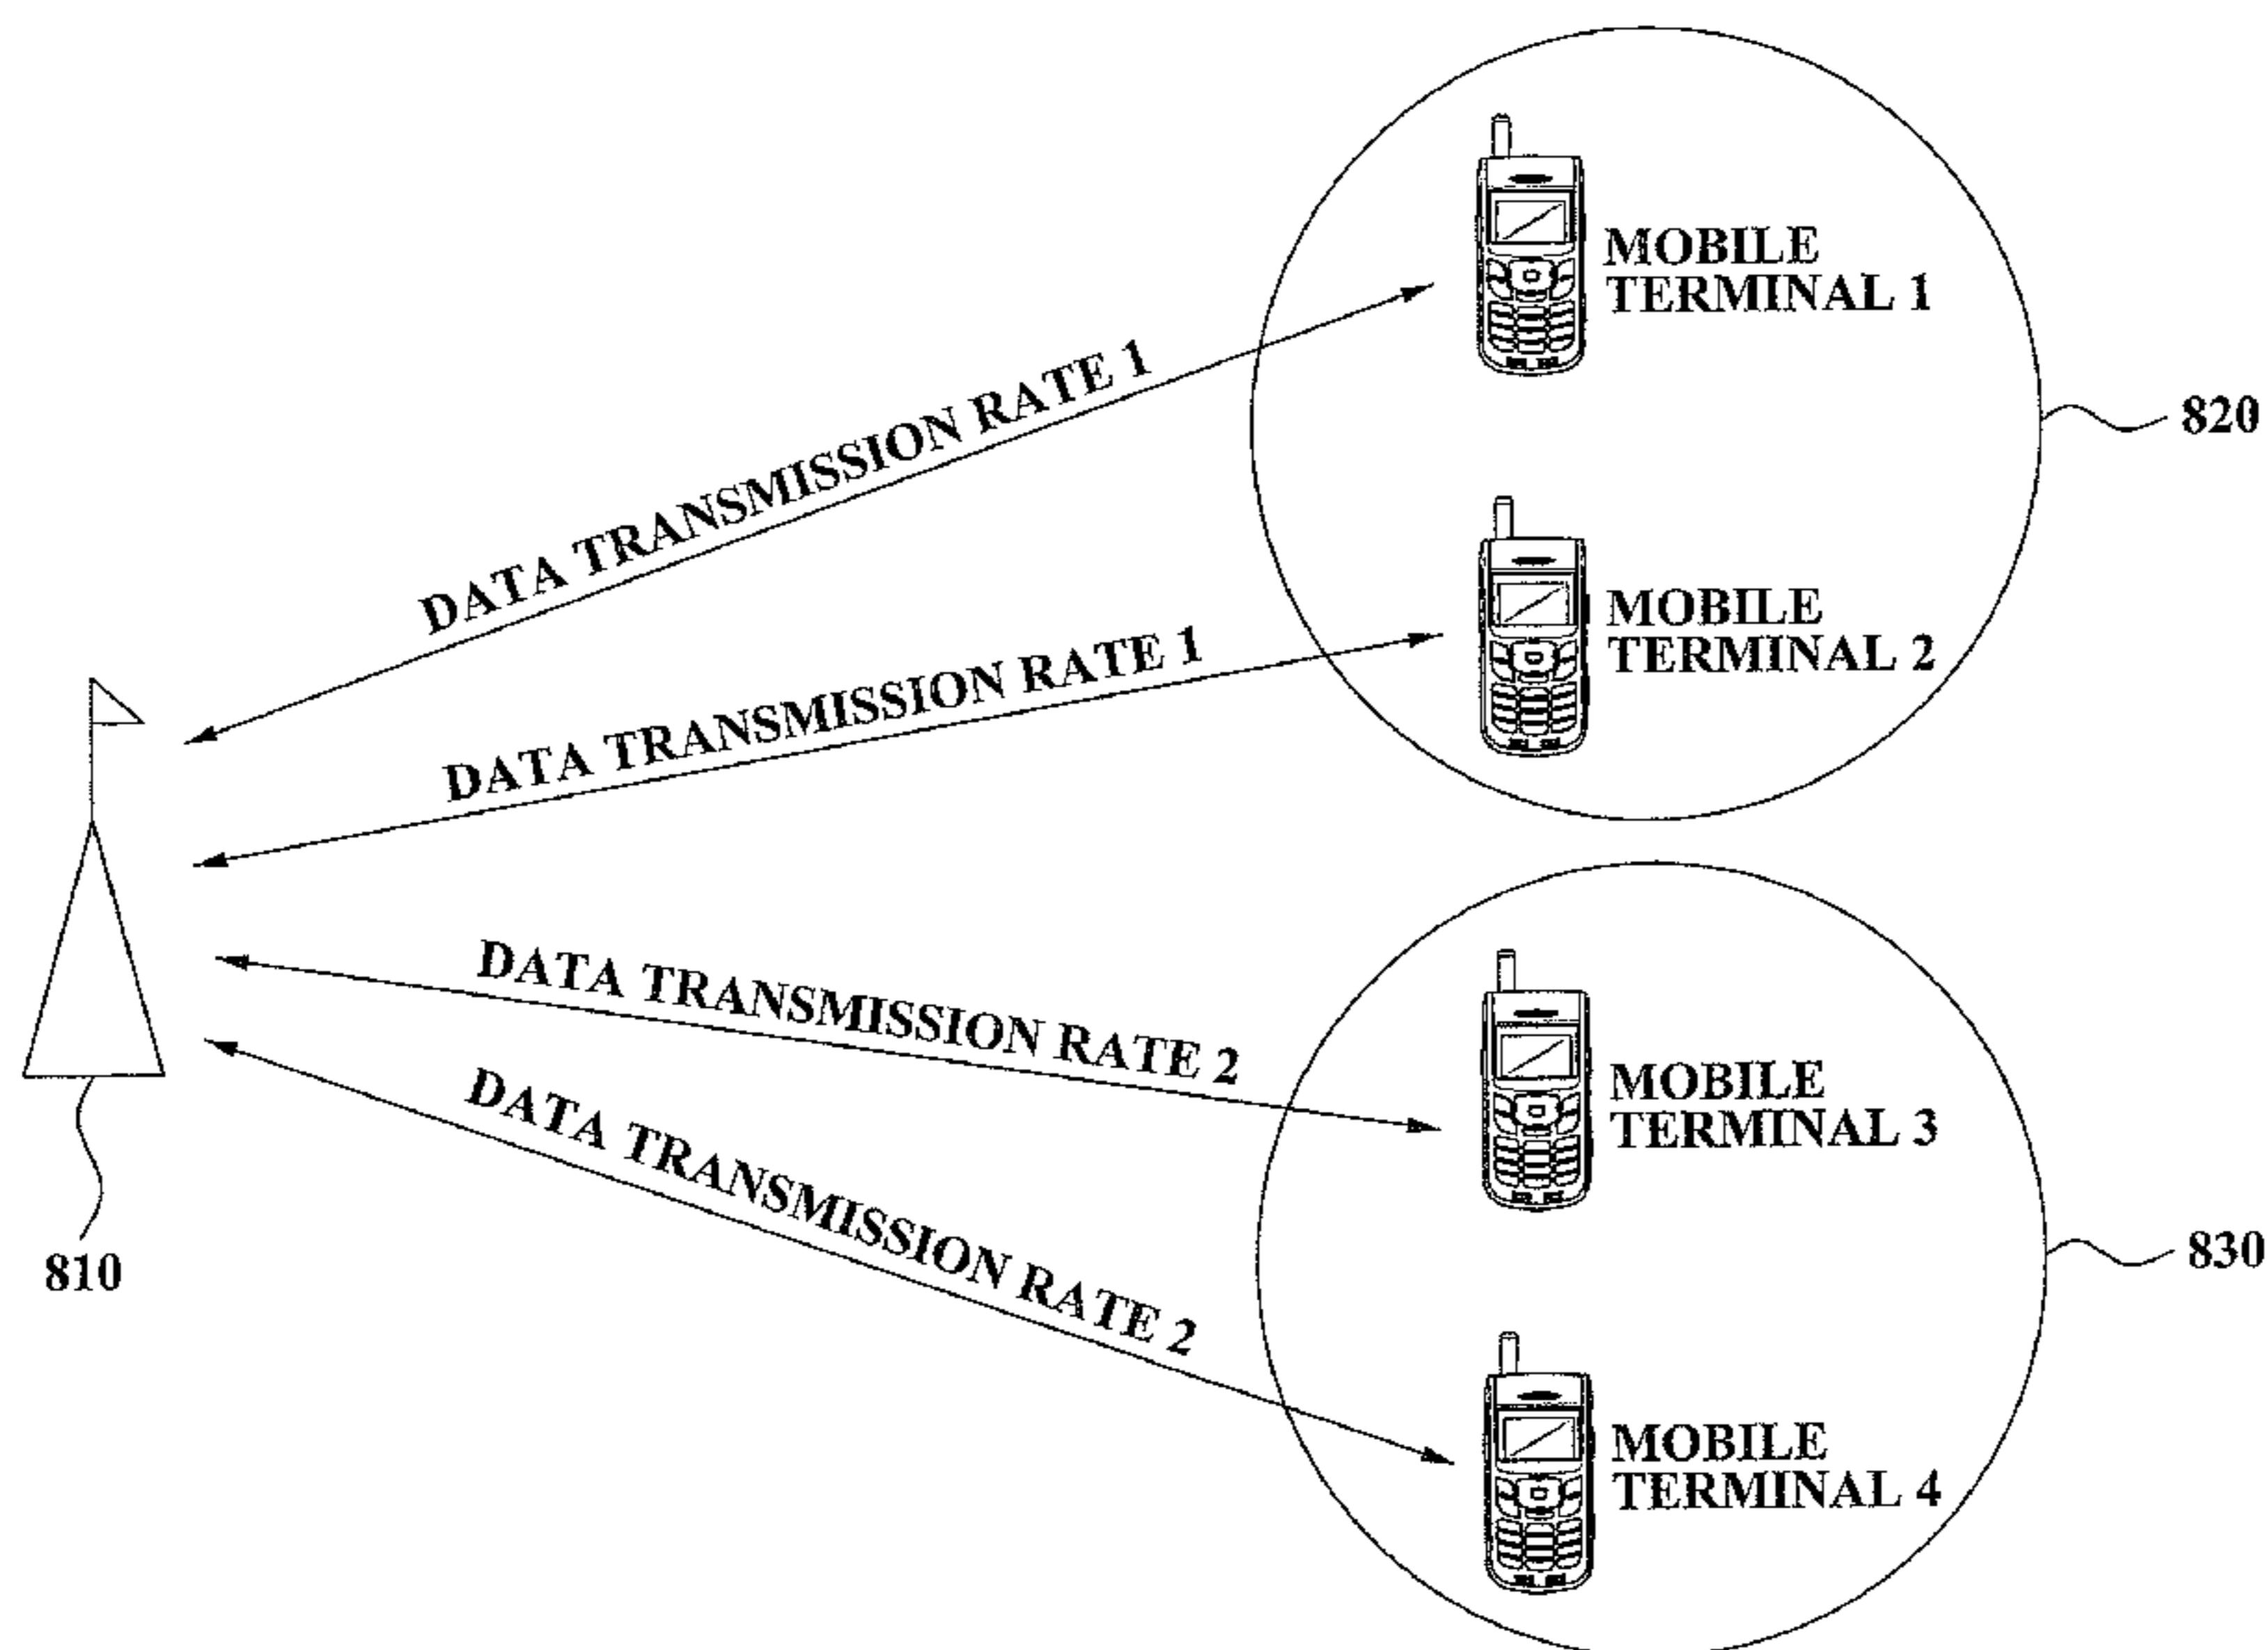 MOBILE
TERMINAL 1
DATA TRANSMISSION RATE 1
820
MOBILE
TERMINAL 2
DATA TRANSMISSION RATE 1
DATA TRANSMISSION RATE 2
MOBILE
TERMINAL 3
DATA TRANSMISSION RATE 2
810
830
MOBILE
TERMINAL 4